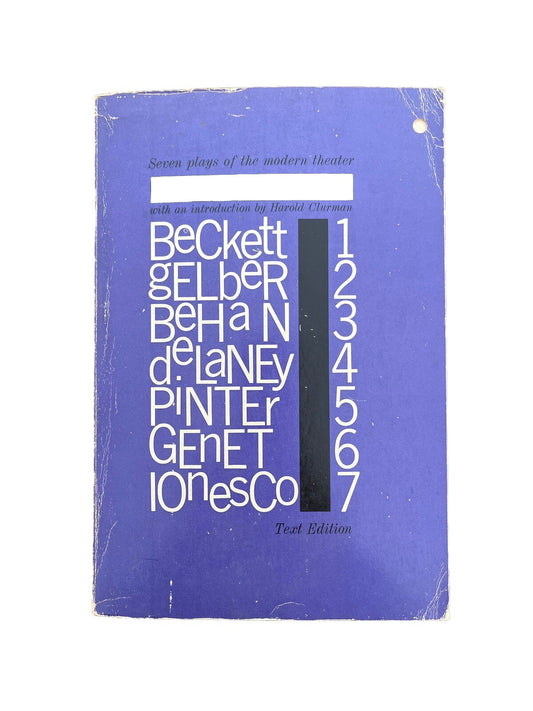 Seven plays of the modern theater
with an introduction by Harold Clurman
BeCkett 1
gELbeR 2
BeHaN 3
deLaNEy 4
PiNTEr 5
GEnET 6
IOnesCo 7
Text Edition